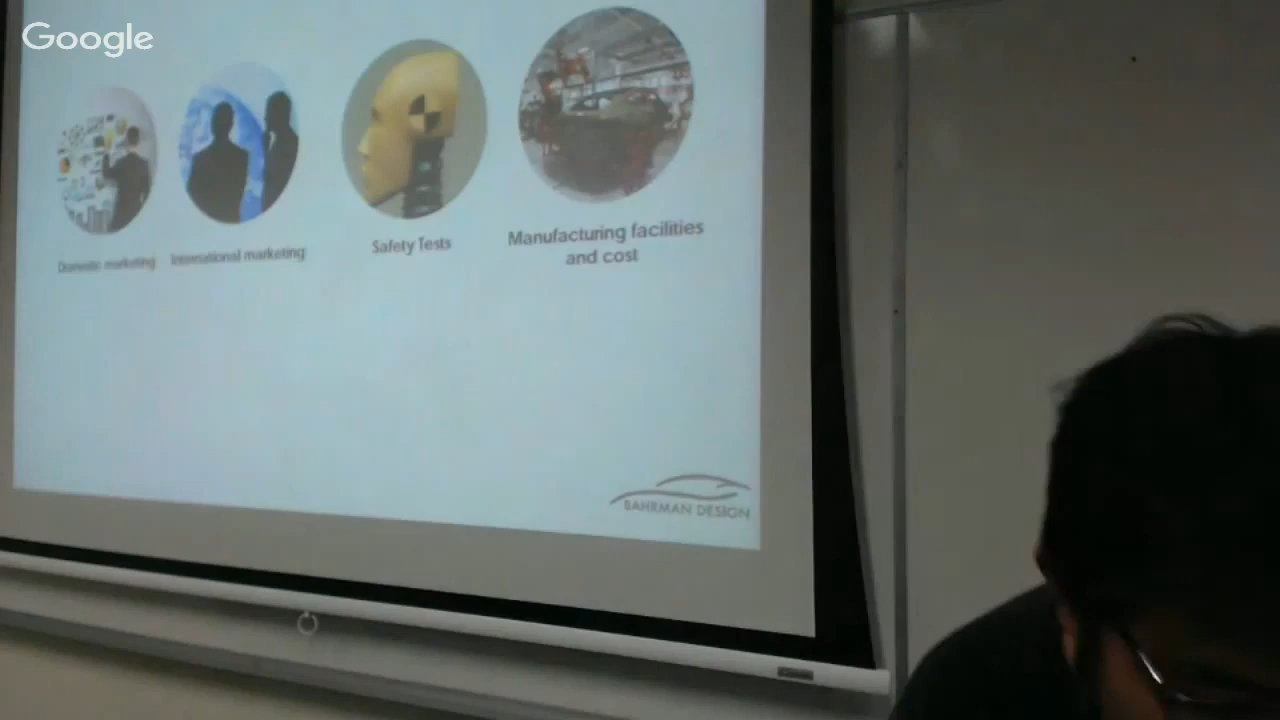 Google
Domestic marketing
International marketing
Safety Tests
Manufacturing facilities
and cost
BAHRMAN DESIGN